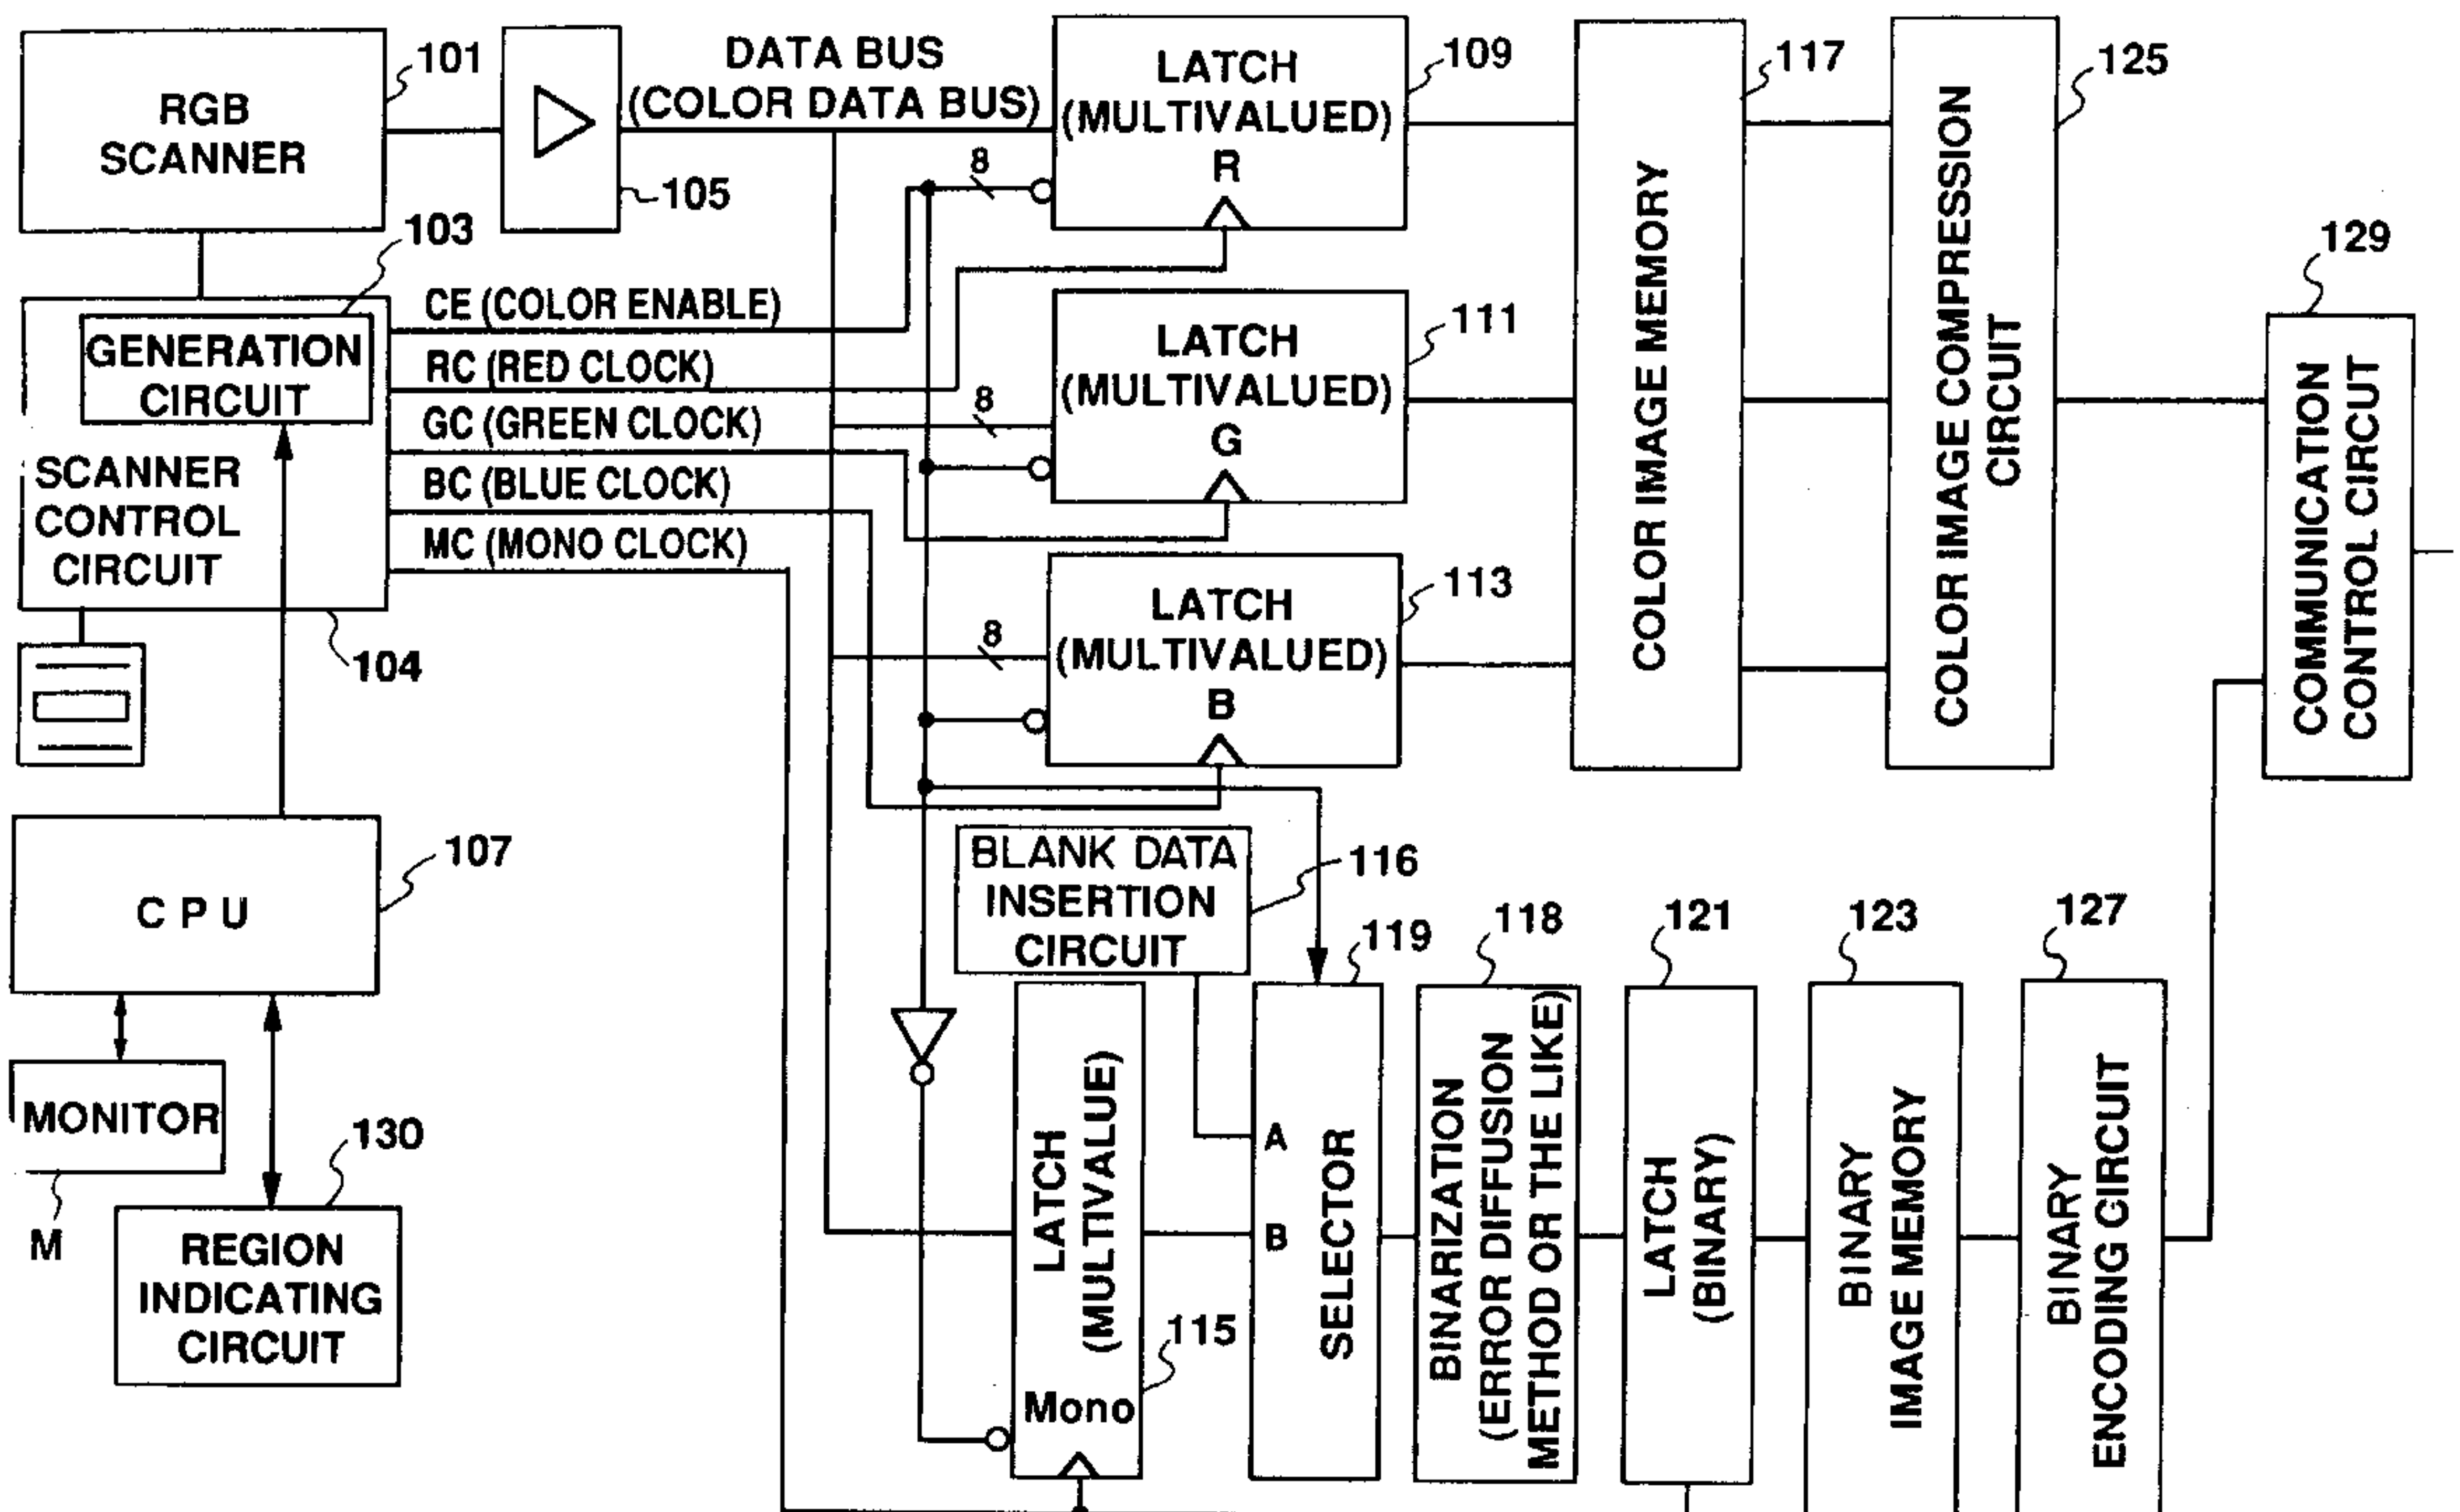 RGB
SCANNER
101
105
DATA BUS
(COLOR DATA BUS)
LATCH
(MULTIVALUED)
R
8
109
117
125
103
GENERATION
CIRCUIT
SCANNER
CONTROL
CIRCUIT
104
CE (COLOR ENABLE)
RC (RED CLOCK)
GC (GREEN CLOCK)
BC (BLUE CLOCK)
MC (MONO CLOCK)
LATCH
(MULTIVALUED)
G
8
111
LATCH
(MULTIVALUED)
B
8
113
COLOR IMAGE MEMORY
COLOR IMAGE COMPRESSION
CIRCUIT
129
COMMUNICATION
CONTROL CIRCUT
CPU
107
MONITOR
M
130
REGION
INDICATING
CIRCUIT
BLANK DATA
INSERTION
CIRCUIT
116
LATCH
(MULTIVALUE)
Mono
115
119
A
B
SELECTOR
118
BINARIZATION
(ERROR DIFFUSION
METHOD OR THE LIKE)
121
LATCH
(BINARY)
123
BINARY
IMAGE MEMORY
127
BINARY
ENCODING CIRCUIT